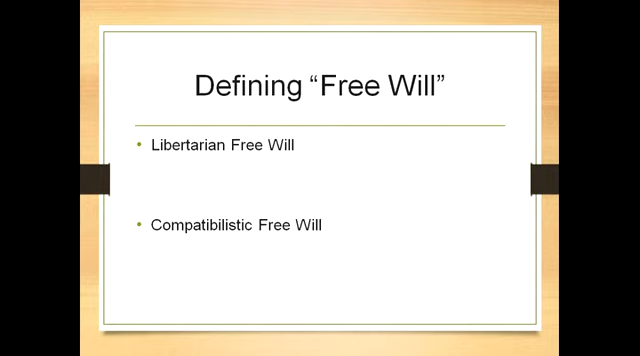 Defining “Free Will”
• Libertarian Free Will
• Compatibilistic Free Will